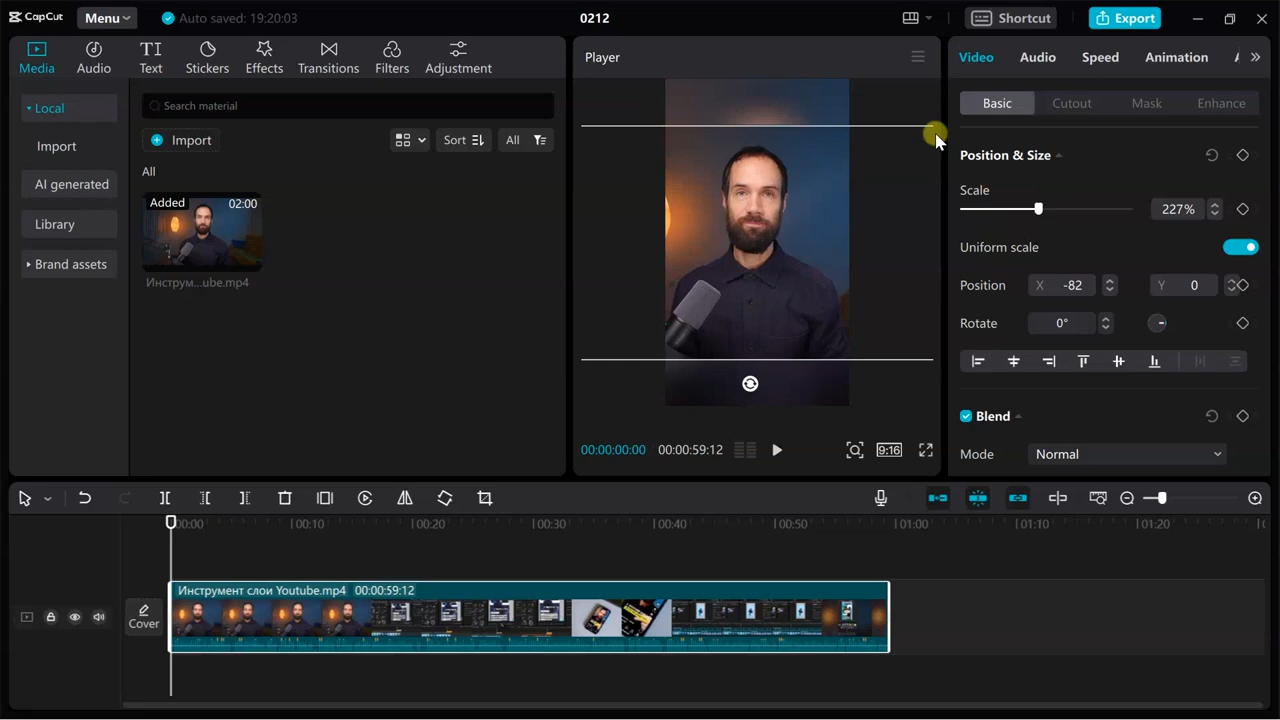 CapCut
Menu
Auto saved: 19:20:03
0212
Shortcut
Export
Media
Audio
Text
Stickers
Effects
Transitions
Filters
Adjustment
Local
Import
AI generated
Library
Brand assets
Search material
Import
Sort
All
All
Added
02:00
Инструм...ube.mp4
Player
00:00:00:00
00:00:59:12
9:16
Video
Audio
Speed
Animation
Basic
Cutout
Mask
Enhance
Position & Size
Scale
227%
Uniform scale
Position
X -82
Y 0
Rotate
0°
Blend
Mode
Normal
00:00
00:10
00:20
00:30
00:40
00:50
01:00
01:10
01:20
Cover
Инструмент слои Youtube.mp4 00:00:59:12